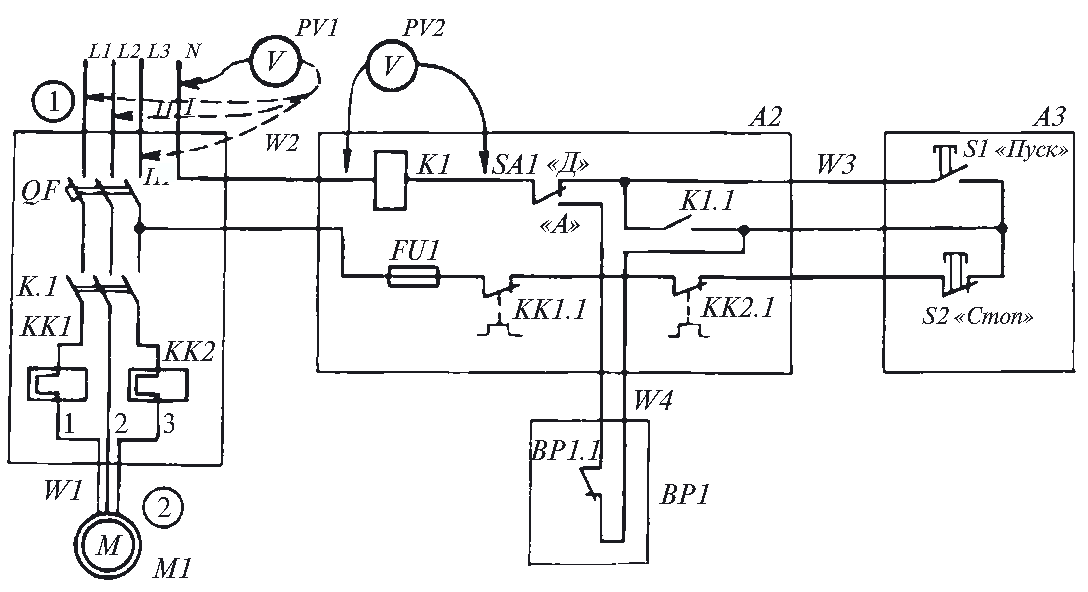 PV1
PV2
L1 L2 L3 N
V
V
1
W2
A2
A3
QF
K1
SA1 «Д»
W3
S1 «Пуск»
«А»
K1.1
FU1
K.1
KK1
KK1.1
KK2.1
S2 «Стоп»
KK2
1 2 3
W4
BP1.1
BP1
W1
2
M
M1